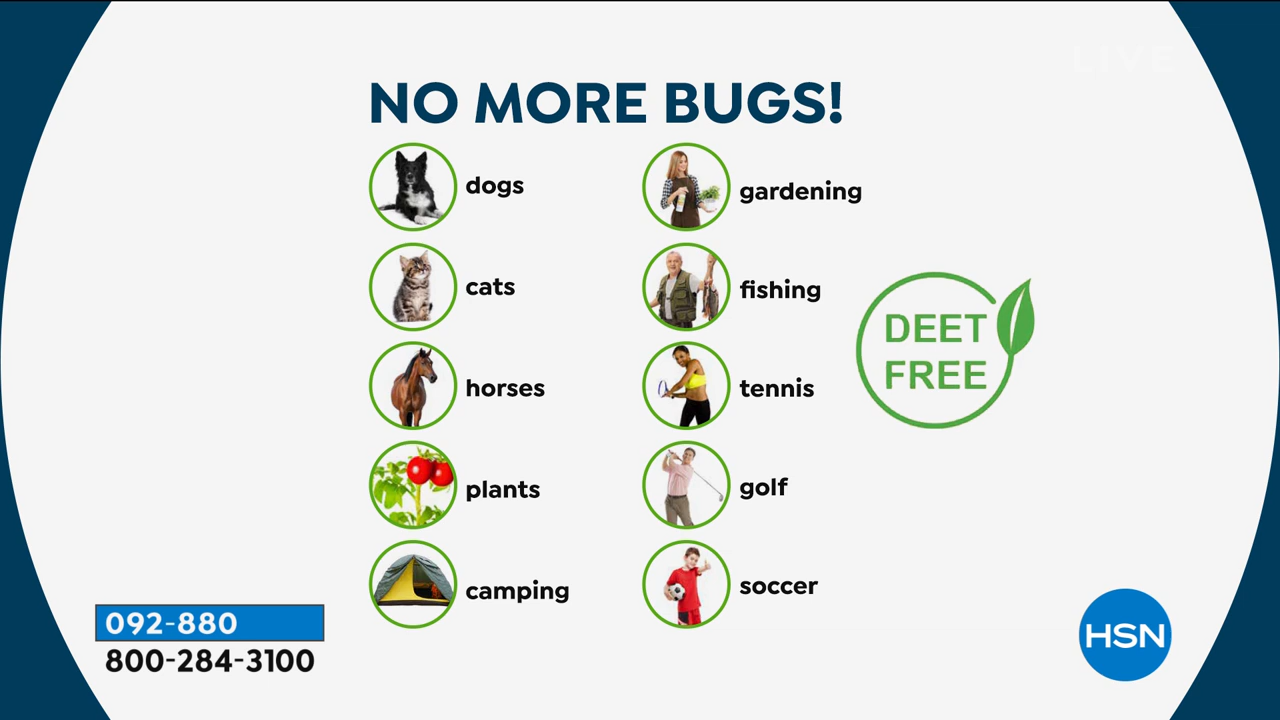 LIVE
NO MORE BUGS!
dogs
cats
horses
plants
camping
gardening
fishing
tennis
golf
soccer
DEET
FREE
092-880
800-284-3100
HSN